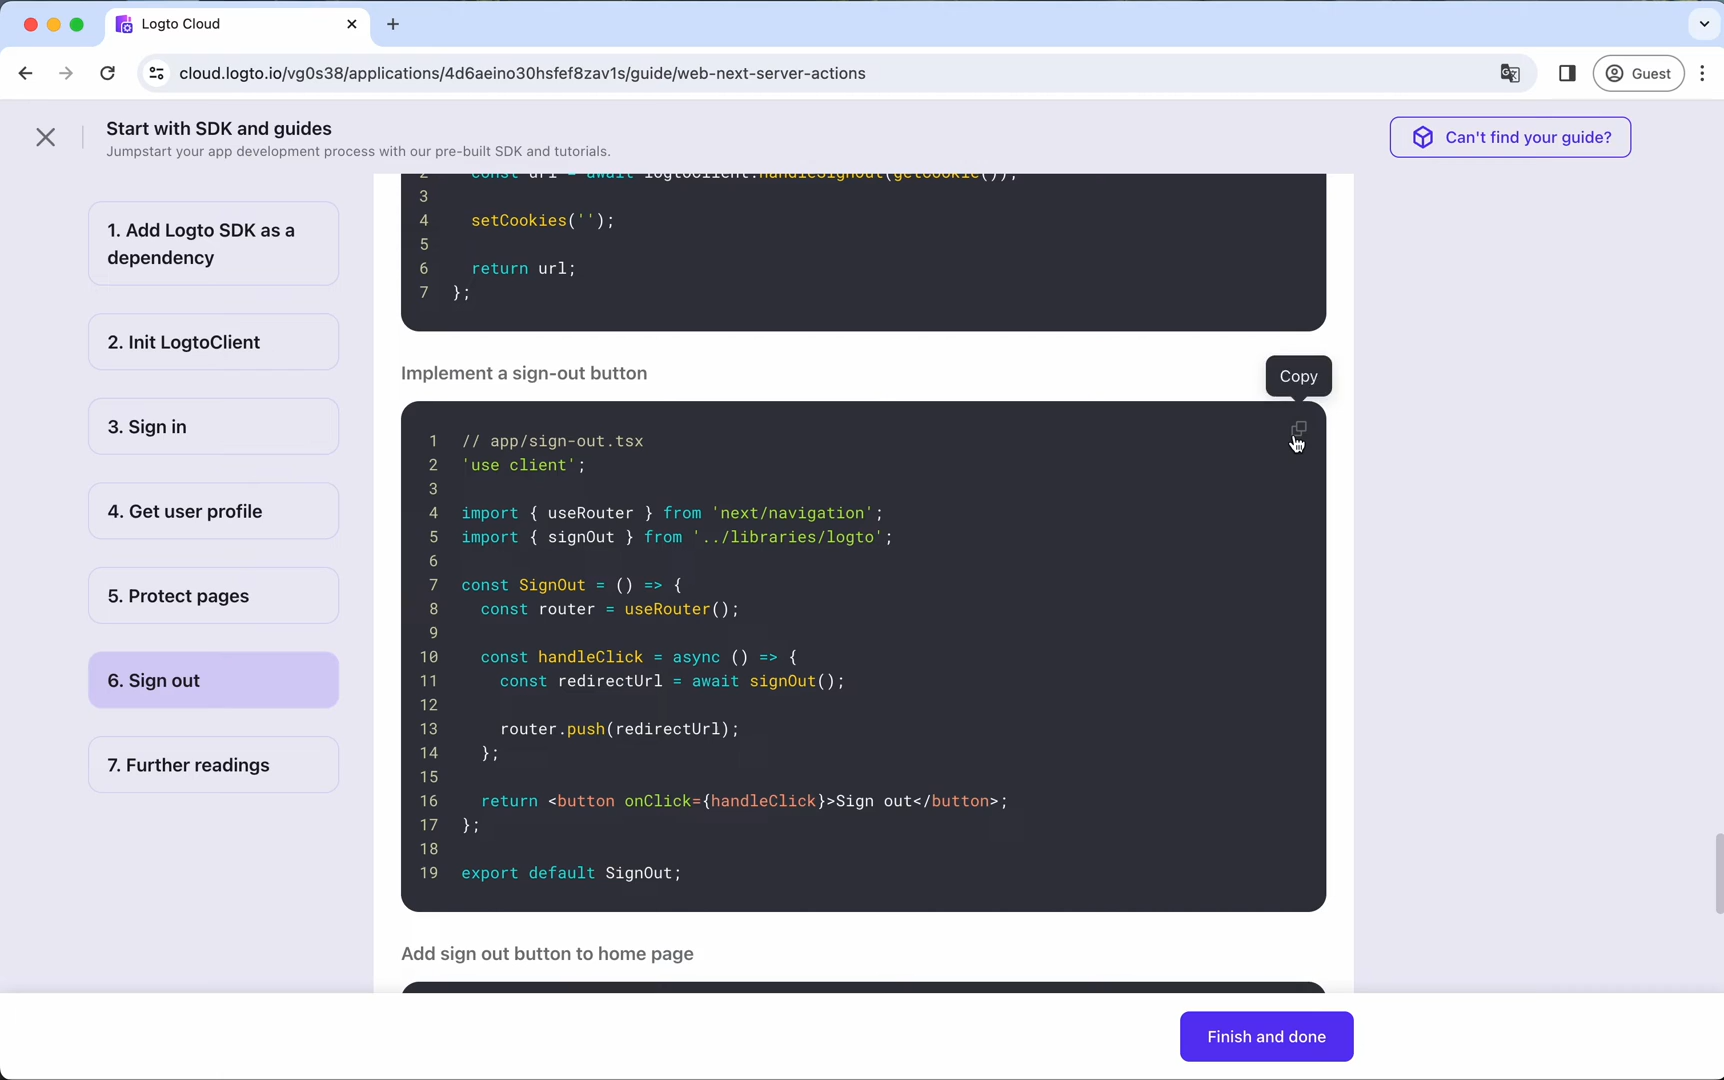 Logto Cloud
cloud.logto.io/vg0s38/applications/4d6aeino30hsfef8zav1s/guide/web-next-server-actions
Guest
Start with SDK and guides
Jumpstart your app development process with our pre-built SDK and tutorials.
Can't find your guide?
1. Add Logto SDK as a
dependency
2. Init LogtoClient
3. Sign in
4. Get user profile
5. Protect pages
6. Sign out
7. Further readings
2 const url = await logtoClient.handleSignOut(getCookie());
3
4 setCookies('');
5
6 return url;
7 };
Implement a sign-out button
Copy
1 // app/sign-out.tsx
2 'use client';
3
4 import { useRouter } from 'next/navigation';
5 import { signOut } from '../libraries/logto';
6
7 const SignOut = () => {
8 const router = useRouter();
9
10 const handleClick = async () => {
11 const redirectUrl = await signOut();
12
13 router.push(redirectUrl);
14 };
15
16 return <button onClick={handleClick}>Sign out</button>;
17 };
18
19 export default SignOut;
Add sign out button to home page
Finish and done